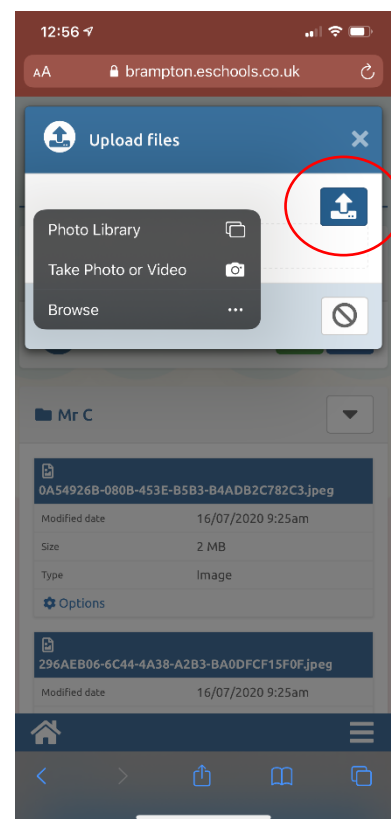 12:56
AA brampton.eschools.co.uk
Upload files
Photo Library
Take Photo or Video
Browse
Mr C
0A54926B-080B-453E-B5B3-B4ADB2C782C3.jpeg
Modified date 16/07/2020 9:25am
Size 2 MB
Type Image
Options
296AEB06-6C44-4A38-A2B3-BA0DFCF15F0F.jpeg
Modified date 16/07/2020 9:25am